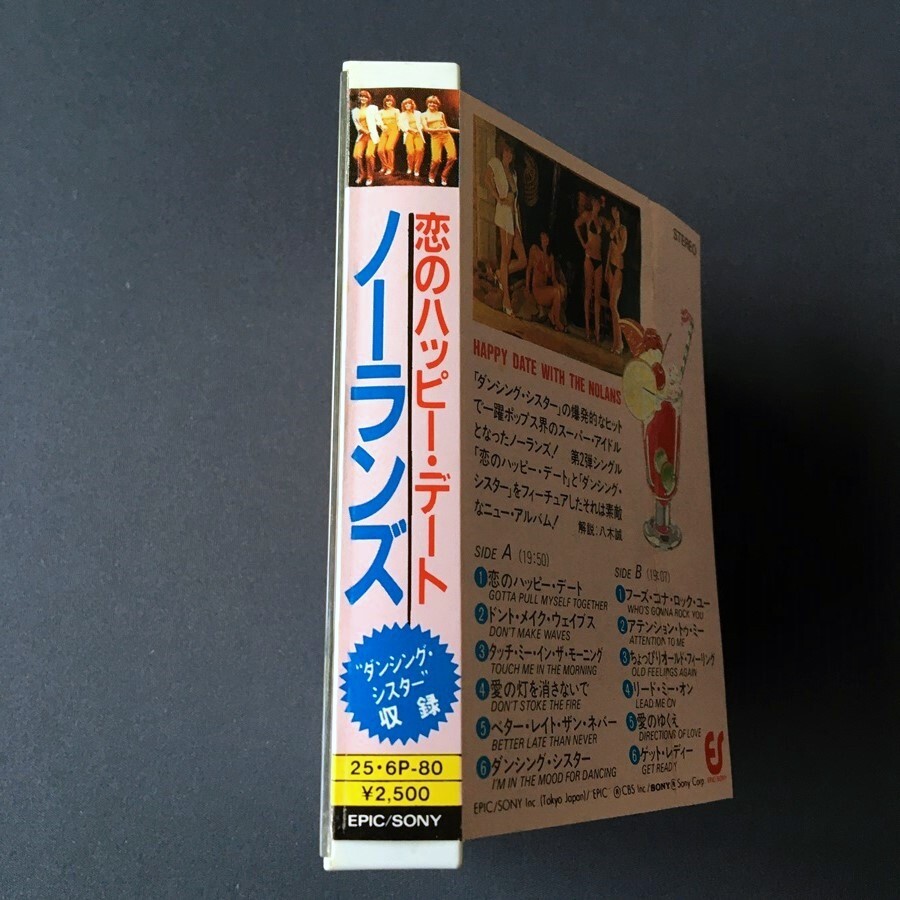 恋のハッピー・デート
ノーランズ
"ダンシング・
シスター"
収録
25・6P-80
¥2,500
EPIC/SONY
STEREO
HAPPY DATE WITH THE NOLANS
「ダンシング・シスター」の爆発的なヒット
で一躍ポップス界のスーパー・アイドル
となったノーランズ! 第2弾シングル
「恋のハッピー・デート」と「ダンシング・
シスター」をフィーチュアしたそれは素敵
なニュー・アルバム! 解説:八木誠
SIDE A (19:50)
1 恋のハッピー・デート
GOTTA PULL MYSELF TOGETHER
2 ドント・メイク・ウェイブス
DON'T MAKE WAVES
3 タッチ・ミー・イン・ザ・モーニング
TOUCH ME IN THE MORNING
4 愛の灯を消さないで
DON'T STOKE THE FIRE
5 ベター・レイト・ザン・ネバー
BETTER LATE THAN NEVER
6 ダンシング・シスター
I'M IN THE MOOD FOR DANCING
SIDE B (19:07)
1 フーズ・ゴナ・ロック・ユー
WHO'S GONNA ROCK YOU
2 アテンション・トゥ・ミー
ATTENTION TO ME
3 ちょっぴりオールド・フィーリング
OLD FEELINGS AGAIN
4 リード・ミー・オン
LEAD ME ON
5 愛のゆくえ
DIRECTIONS OF LOVE
6 ゲット・レディー
GET READY
EPIC/SONY
EPIC/SONY Inc (Tokyo Japan)/"EPIC" ® CBS Inc/SONY ® Sony Corp